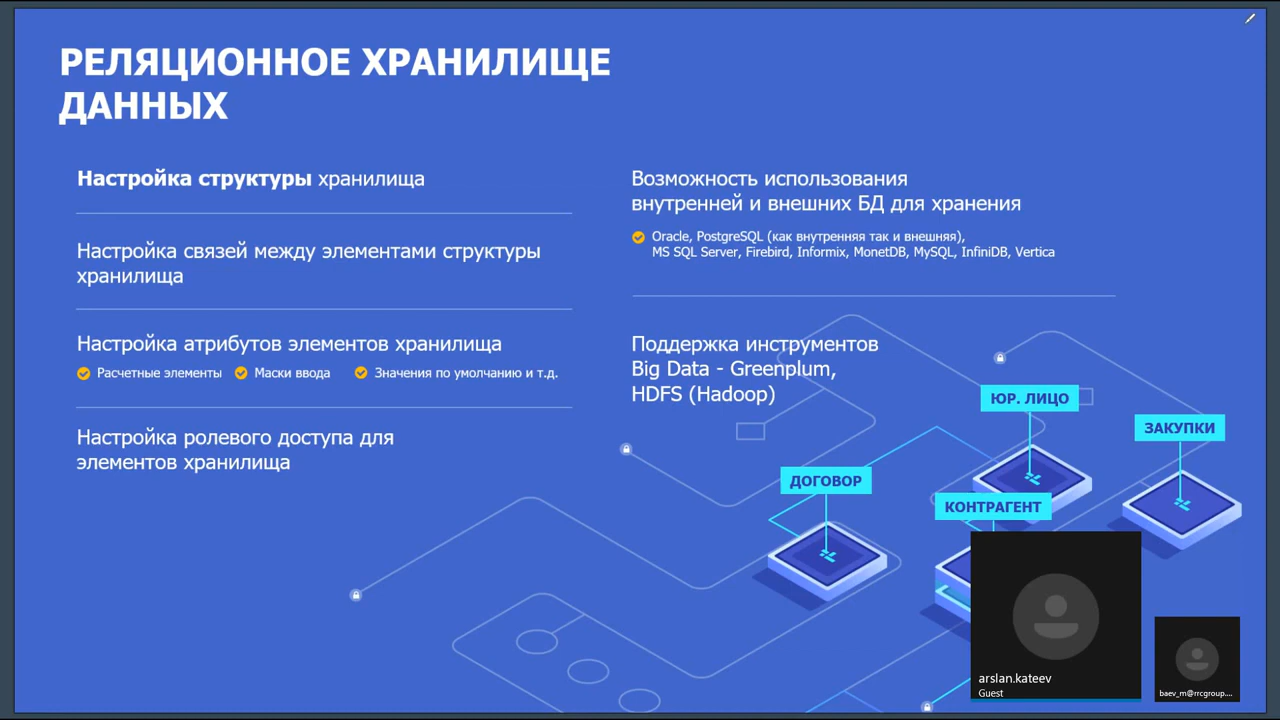 РЕЛЯЦИОННОЕ ХРАНИЛИЩЕ
ДАННЫХ
Настройка структуры хранилища
Настройка связей между элементами структуры
хранилища
Настройка атрибутов элементов хранилища
Расчетные элементы
Маски ввода
Значения по умолчанию и т.д.
Настройка ролевого доступа для
элементов хранилища
Возможность использования
внутренней и внешних БД для хранения
Oracle, PostgreSQL (как внутренняя так и внешняя),
MS SQL Server, Firebird, Informix, MonetDB, MySQL, InfiniDB, Vertica
Поддержка инструментов
Big Data - Greenplum,
HDFS (Hadoop)
ЮР. ЛИЦО
ЗАКУПКИ
ДОГОВОР
КОНТРАГЕНТ
arslan.kateev
Guest
baev_m@rrcgroup....